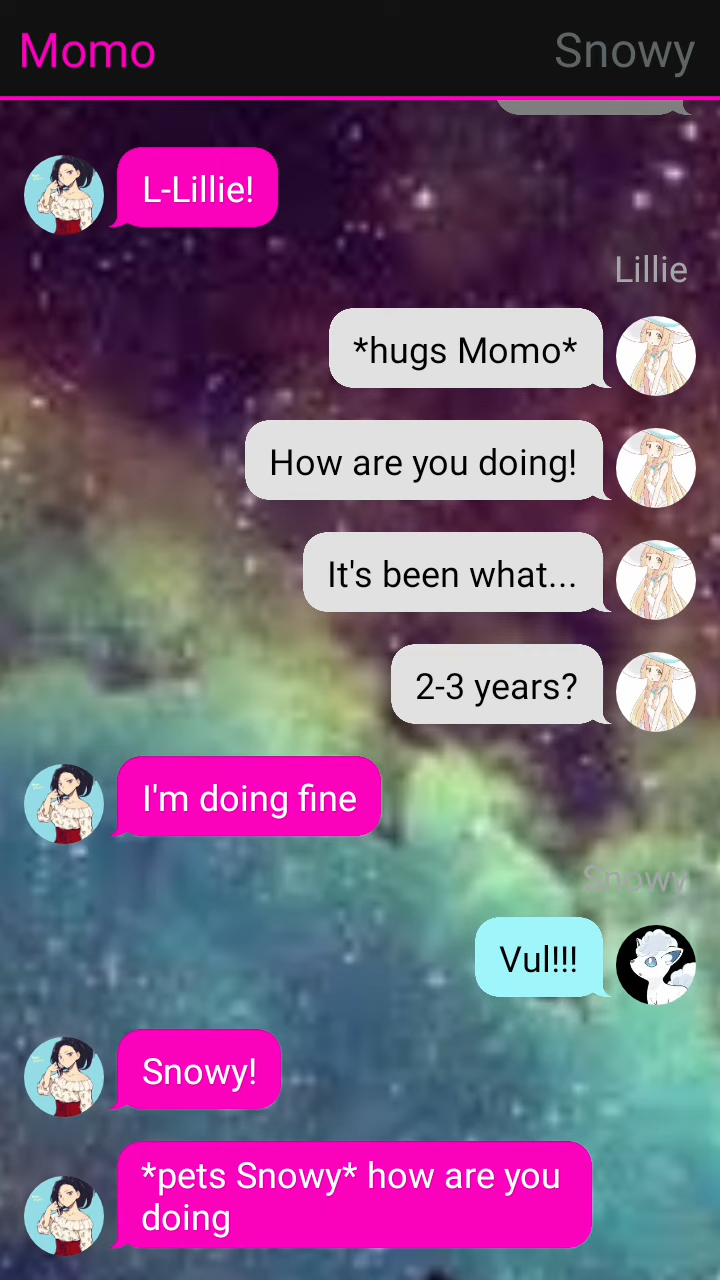 Momo
Snowy
L-Lillie!
Lillie
*hugs Momo*
How are you doing!
It's been what...
2-3 years?
I'm doing fine
Snowy
Vul!!!
Snowy!
*pets Snowy* how are you
doing